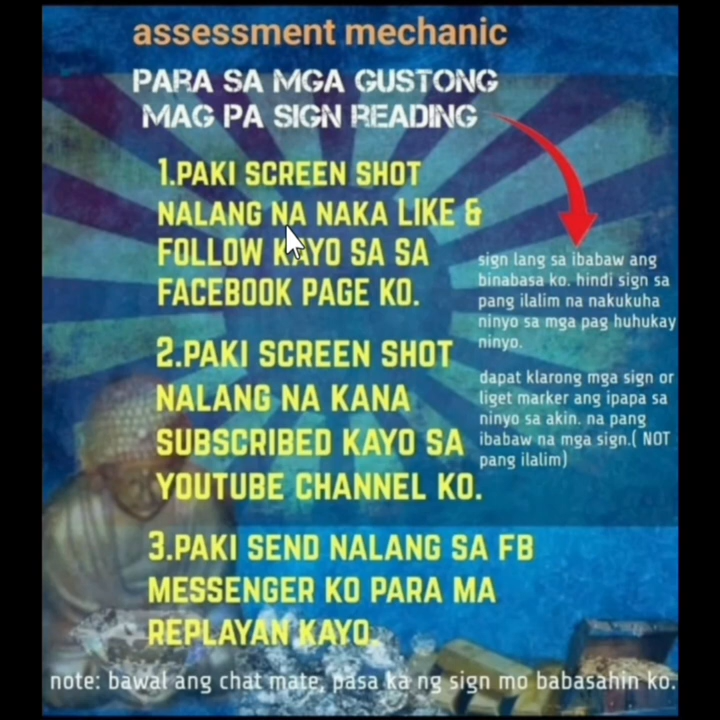 assessment mechanic
PARA SA MGA GUSTONG
MAG PA SIGN READING
1.PAKI SCREEN SHOT
NALANG NA NAKA LIKE &
FOLLOW KAYO SA SA
FACEBOOK PAGE KO.
2.PAKI SCREEN SHOT
NALANG NA KANA
SUBSCRIBED KAYO SA
YOUTUBE CHANNEL KO.
3.PAKI SEND NALANG SA FB
MESSENGER KO PARA MA
REPLAYAN KAYO
sign lang sa ibabaw ang
binabasa ko. hindi sign sa
pang ilalim na nakukuha
ninyo sa mga pag huhukay
ninyo.
dapat klarong mga sign or
liget marker ang ipapa sa
ninyo sa akin. na pang
ibabaw na mga sign.( NOT
pang ilalim)
note: bawal ang chat mate, pasa ka ng sign mo babasahin ko.